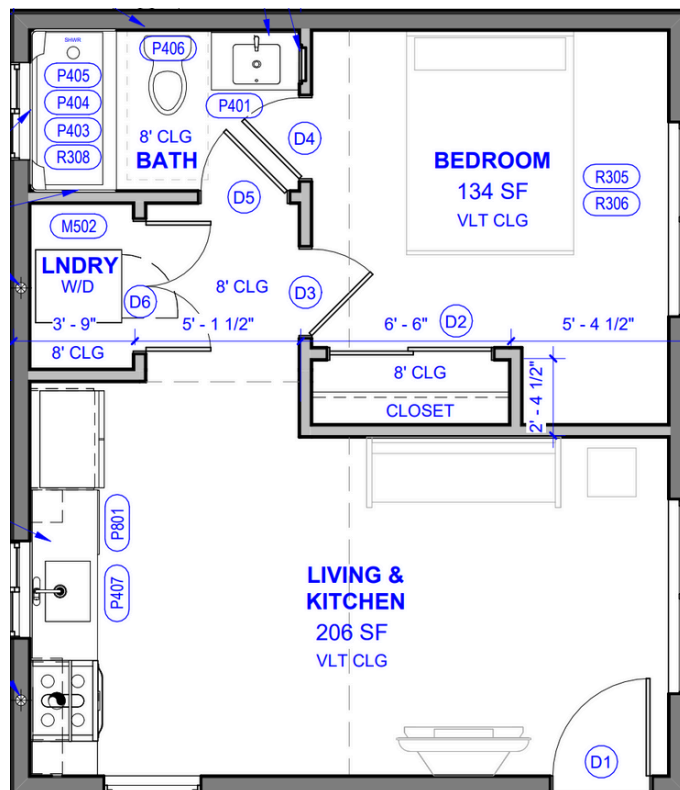 SHWR
P406
P405
P404
P403
R308
P401
8' CLG
BATH
D4
D5
BEDROOM
134 SF
VLT CLG
R305
R306
M502
LNDRY
W/D
D6
8' CLG
D3
D2
3' - 9"
5' - 1 1/2"
6' - 6"
5' - 4 1/2"
8' CLG
8' CLG
CLOSET
2' - 4 1/2"
P801
P407
LIVING &
KITCHEN
206 SF
VLT CLG
D1